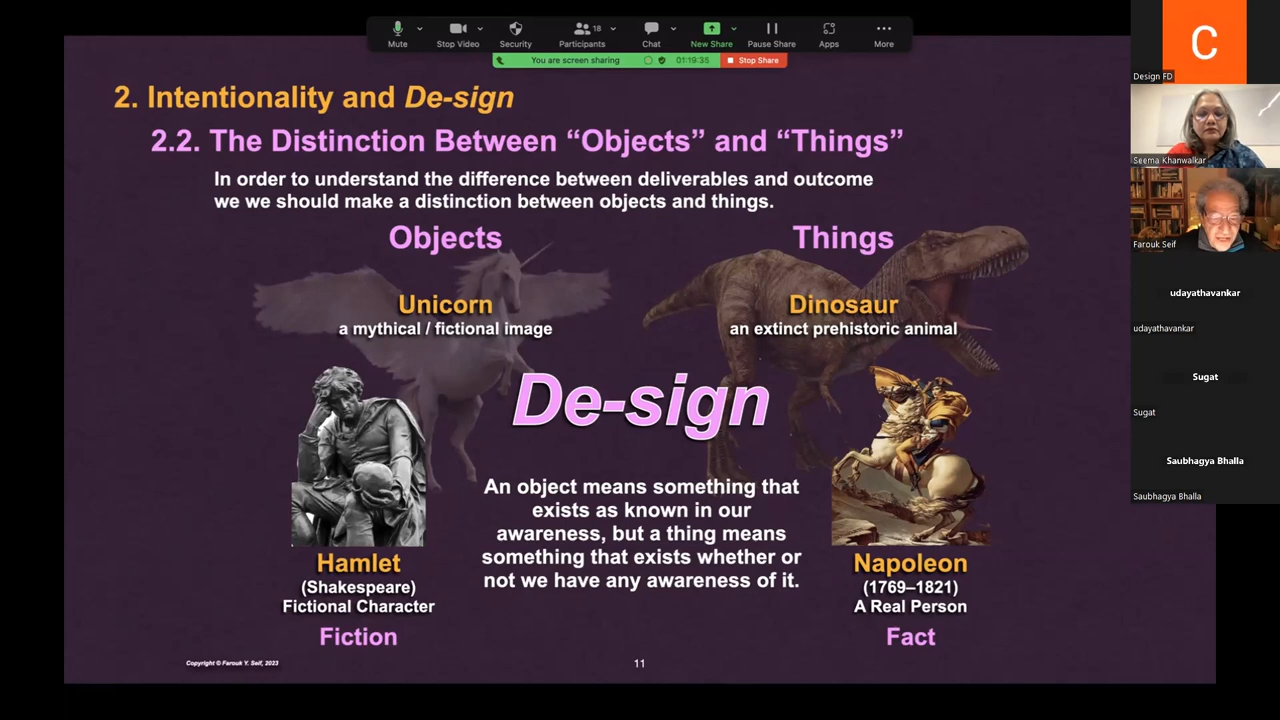 Mute
Stop Video
Security
18
Participants
Chat
New Share
Pause Share
Apps
More
You are screen sharing
01:19:35
Stop Share
2. Intentionality and De-sign
2.2. The Distinction Between “Objects” and “Things”
In order to understand the difference between deliverables and outcome
we we should make a distinction between objects and things.
Objects
Things
Unicorn
a mythical / fictional image
Dinosaur
an extinct prehistoric animal
De-sign
An object means something that
exists as known in our
awareness, but a thing means
something that exists whether or
not we have any awareness of it.
Hamlet
(Shakespeare)
Fictional Character
Fiction
Napoleon
(1769–1821)
A Real Person
Fact
Copyright © Farouk Y. Seif, 2023
11
C
Design FD
Seema Khanwalkar
Farouk Seif
udayathavankar
udayathavankar
Sugat
Sugat
Saubhagya Bhalla
Saubhagya Bhalla